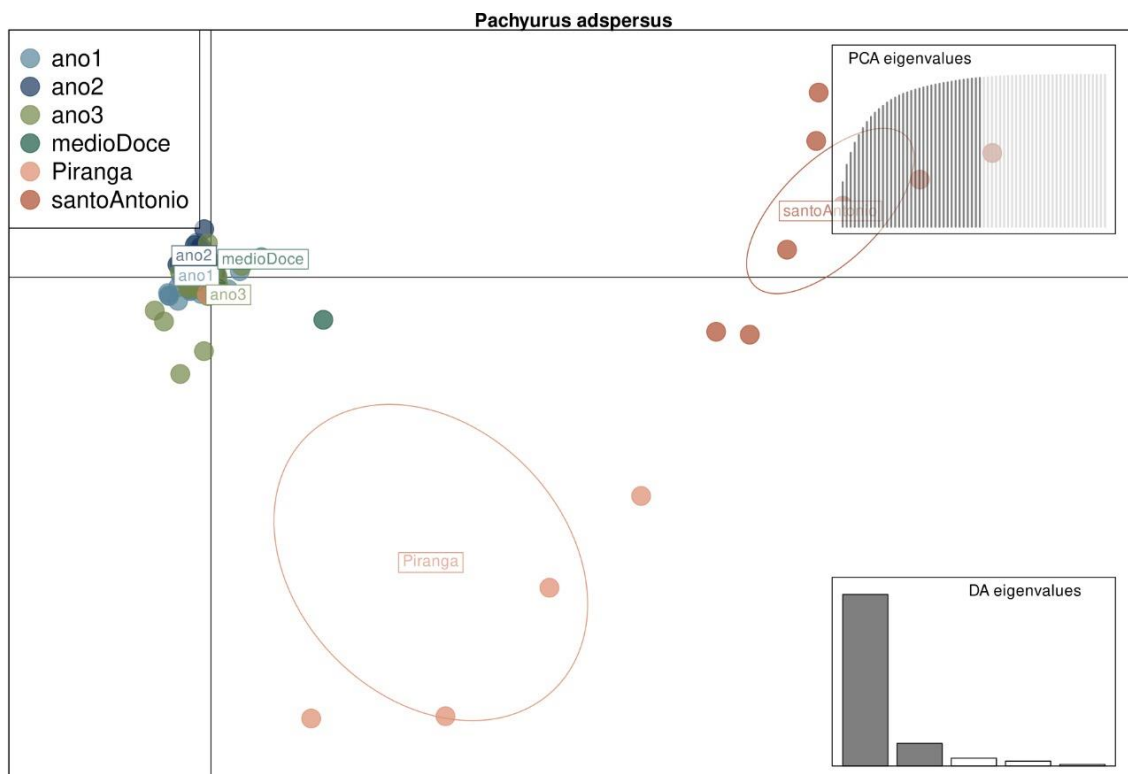 Pachyurus adspersus
ano1
ano2
ano3
medioDoce
Piranga
santoAntonio
PCA eigenvalues
santoAntonio
ano2
medioDoce
ano1
ano3
Piranga
DA eigenvalues